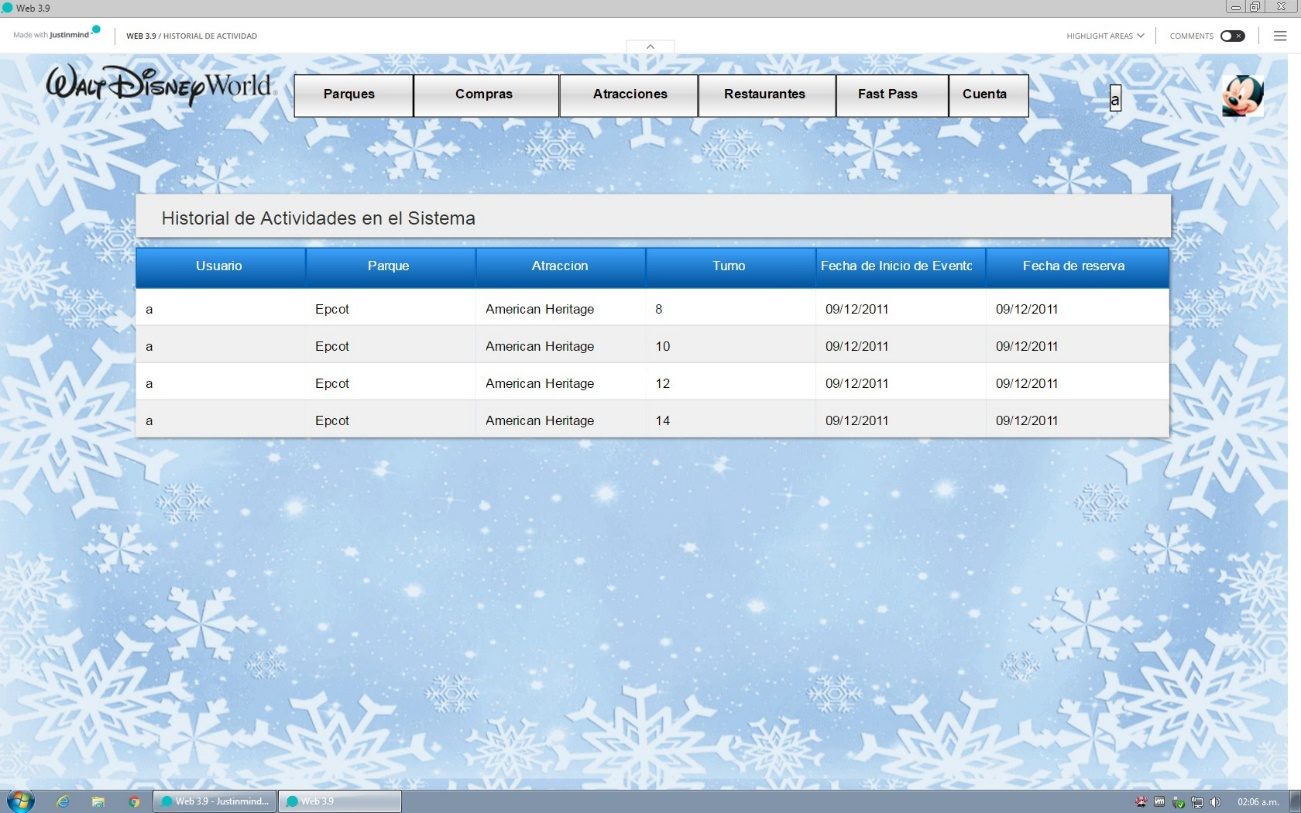 Web 3.9
Made with Justinmind
WEB 3.9 / HISTORIAL DE ACTIVIDAD
HIGHLIGHT AREAS
COMMENTS
WALT DISNEY World
Parques Compras Atracciones Restaurantes Fast Pass Cuenta
a
Historial de Actividades en el Sistema
Usuario Parque Atraccion Turno Fecha de Inicio de Evento Fecha de reserva
a Epcot American Heritage 8 09/12/2011 09/12/2011
a Epcot American Heritage 10 09/12/2011 09/12/2011
a Epcot American Heritage 12 09/12/2011 09/12/2011
a Epcot American Heritage 14 09/12/2011 09/12/2011
Web 3.9 - Justinmind... Web 3.9 02:06 a.m.